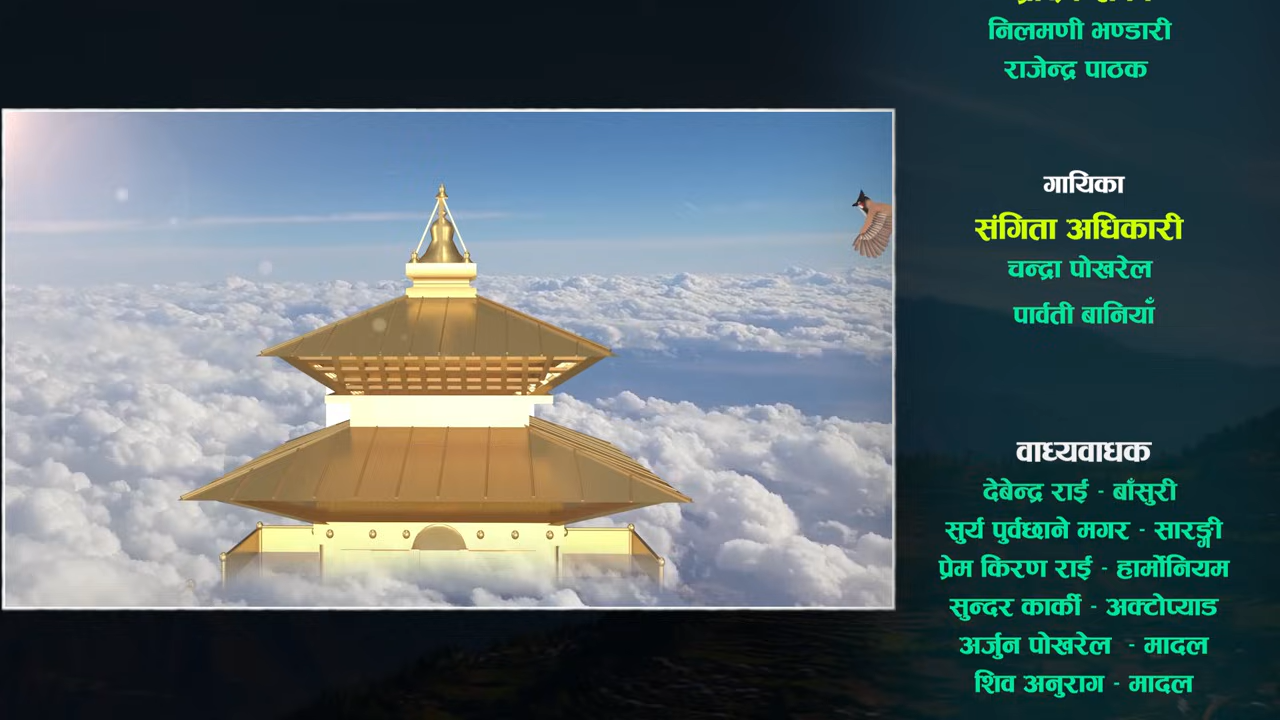 निलमणी भण्डारी
राजेन्द्र पाठक
गायिका
संगिता अधिकारी
चन्द्रा पोखरेल
पार्वती बानियाँ
वाध्यवाधक
देबेन्द्र राई - बाँसुरी
सुर्य पुर्वछाने मगर - सारङ्गी
प्रेम किरण राई - हार्मोनियम
सुन्दर कार्की - अक्टोप्याड
अर्जुन पोखरेल - मादल
शिव अनुराग - मादल